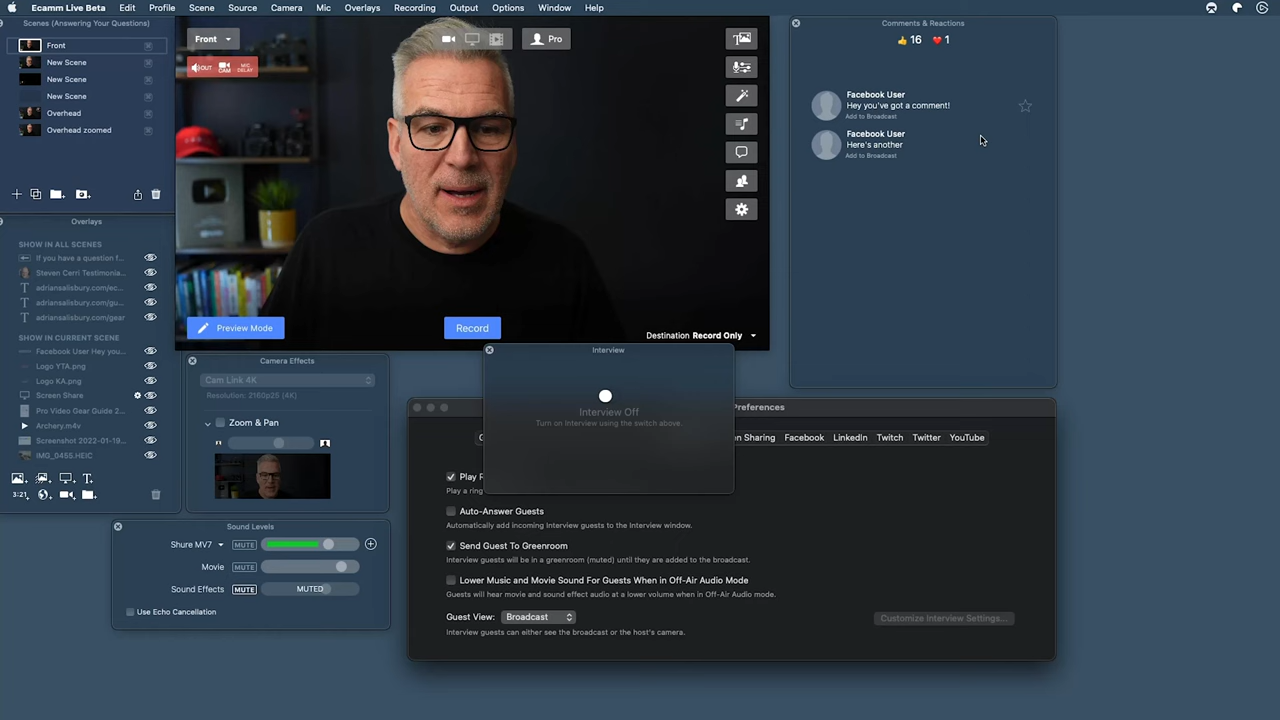 Ecamm Live Beta Edit Profile Scene Source Camera Mic Overlays Recording Output Options Window Help
Scenes (Answering Your Questions)
Front
New Scene
New Scene
New Scene
Overhead
Overhead zoomed
Overlays
SHOW IN ALL SCENES
If you have a question f...
Steven Cerri Testimonia...
adriansalisbury.com/ec...
adriansalisbury.com/gu...
adriansalisbury.com/gear
SHOW IN CURRENT SCENE
Facebook User Hey you...
Logo YTA.png
Logo KA.png
Screen Share
Pro Video Gear Guide 2...
Archery.m4v
Screenshot 2022-01-19...
IMG_0455.HEIC
3:21
Front
OUT CAM MIC DELAY
Pro
Preview Mode
Record
Destination Record Only
Comments & Reactions
16 1
Facebook User
Hey you've got a comment!
Add to Broadcast
Facebook User
Here's another
Add to Broadcast
Camera Effects
Cam Link 4K
Resolution: 2160p25 (4K)
Zoom & Pan
Sound Levels
Shure MV7 MUTE
Movie MUTE
Sound Effects MUTE MUTED
Use Echo Cancellation
Interview
Interview Off
Turn on Interview using the switch above.
Preferences
en Sharing Facebook LinkedIn Twitch Twitter YouTube
Play R
Play a ring
Auto-Answer Guests
Automatically add incoming Interview guests to the Interview window.
Send Guest To Greenroom
Interview guests will be in a greenroom (muted) until they are added to the broadcast.
Lower Music and Movie Sound For Guests When in Off-Air Audio Mode
Guests will hear movie and sound effect audio at a lower volume when in Off-Air Audio mode.
Guest View: Broadcast
Customize Interview Settings...
Interview guests can either see the broadcast or the host's camera.